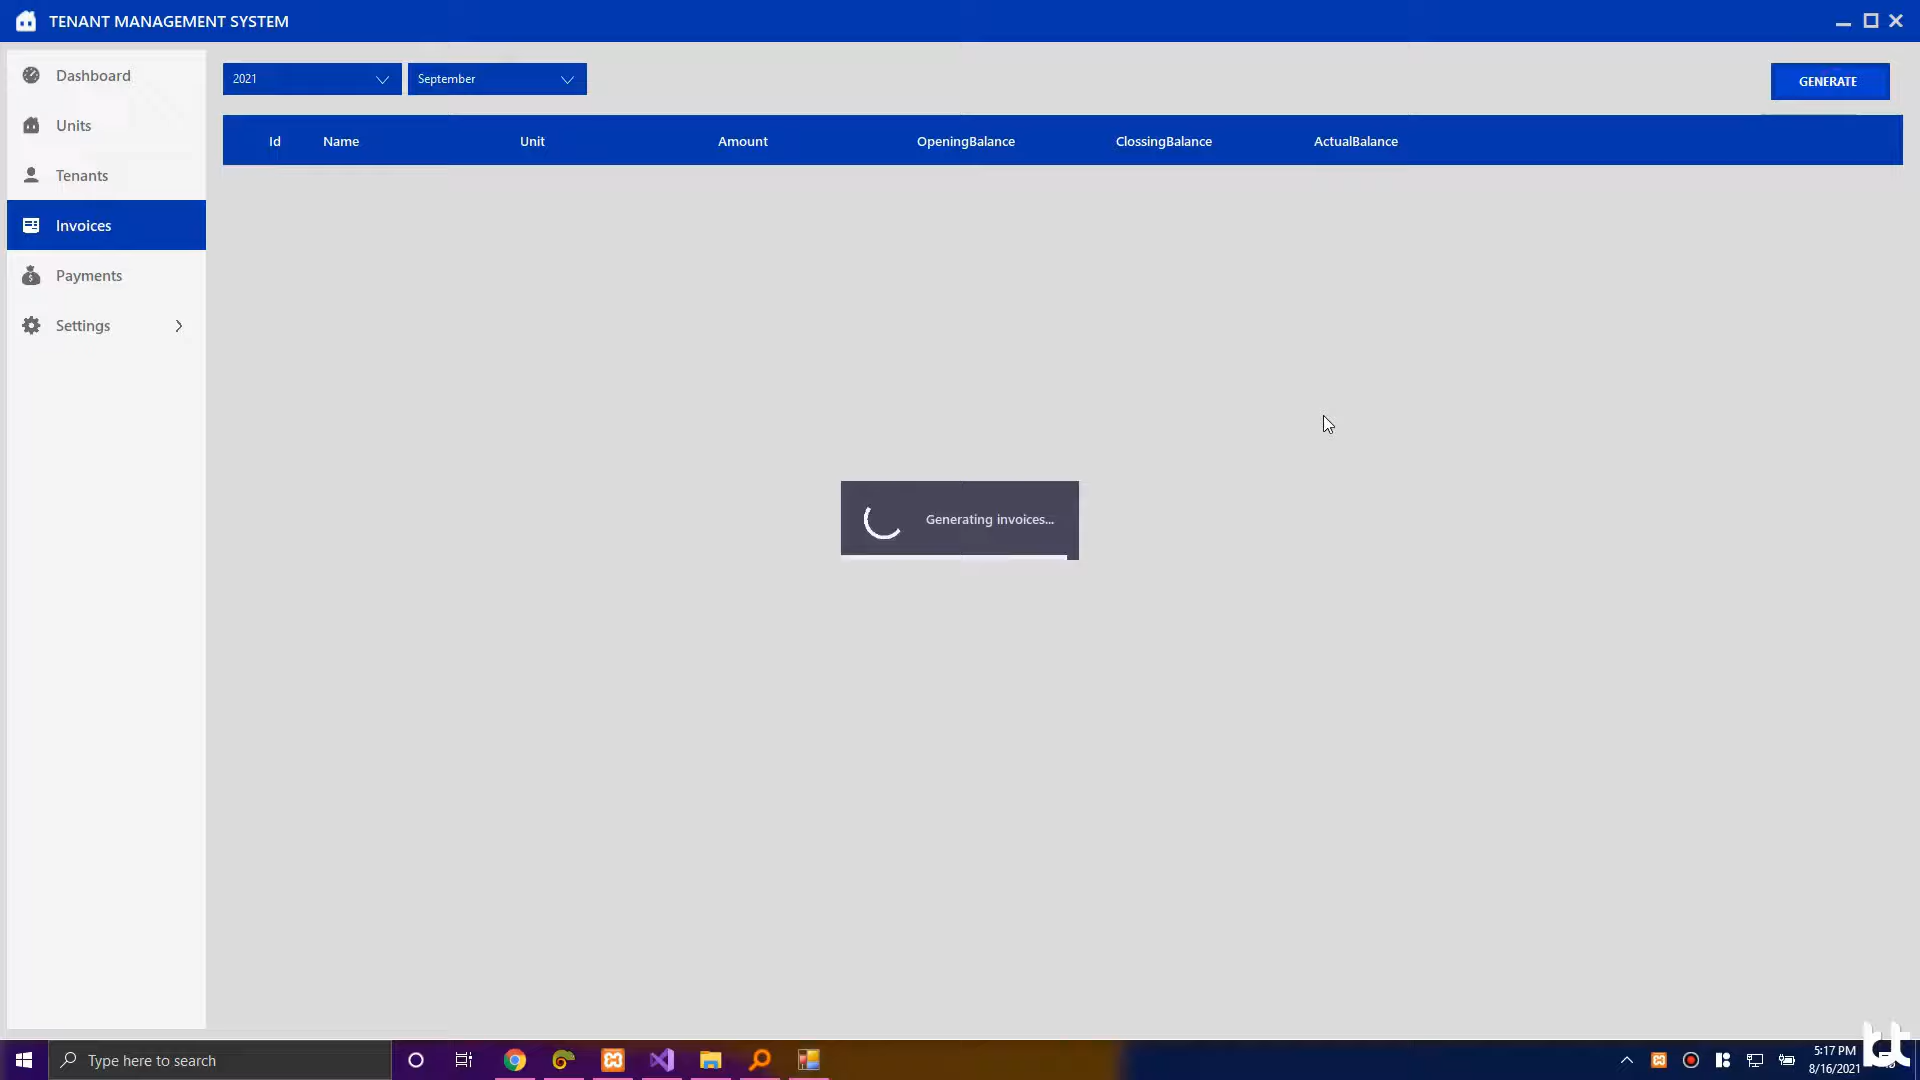 TENANT MANAGEMENT SYSTEM
Dashboard
Units
Tenants
Invoices
Payments
Settings
2021
September
GENERATE
Id Name Unit Amount OpeningBalance ClossingBalance ActualBalance
Generating invoices...
Type here to search
5:17 PM
8/16/2021